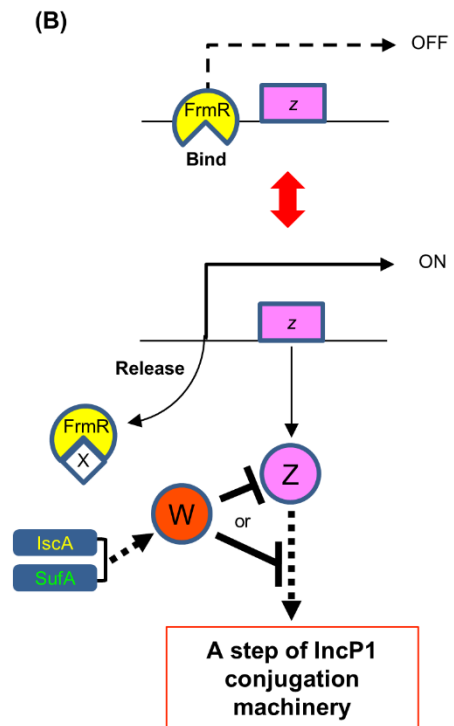 (B)
OFF
FrmR
z
Bind
ON
z
Release
FrmR
X
Z
W
or
IscA
SufA
A step of IncP1
conjugation
machinery